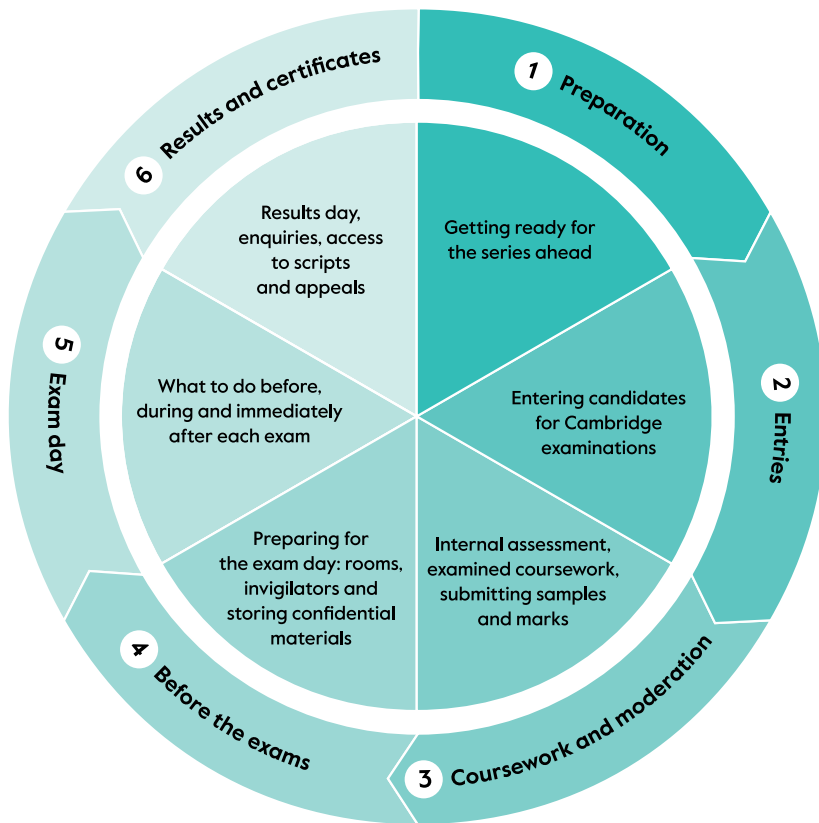 1 Preparation
Getting ready for
the series ahead
2 Entries
Entering candidates
for Cambridge
examinations
3 Coursework and moderation
Internal assessment,
examined coursework,
submitting samples
and marks
4 Before the exams
Preparing for
the exam day: rooms,
invigilators and
storing confidential
materials
5 Exam day
What to do before,
during and immediately
after each exam
6 Results and certificates
Results day,
enquiries, access
to scripts
and appeals